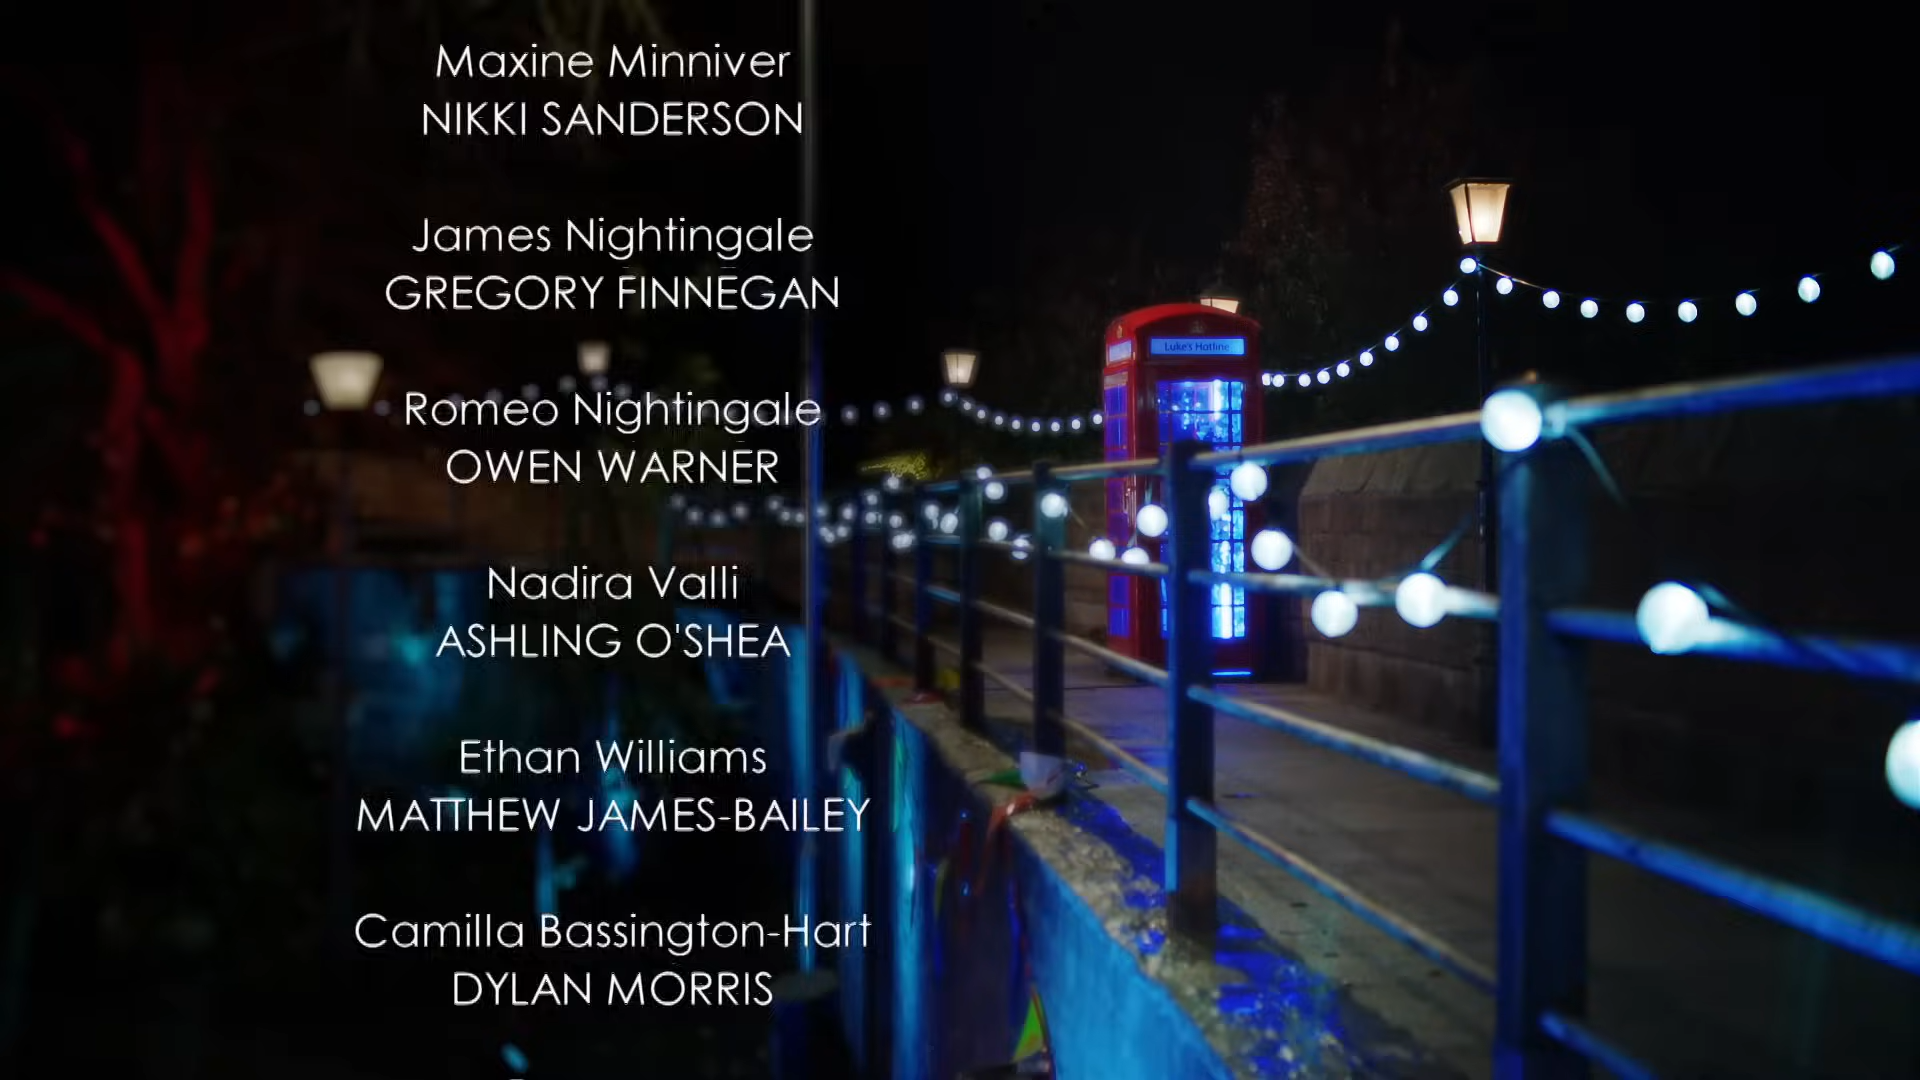 Maxine Minniver
NIKKI SANDERSON
James Nightingale
GREGORY FINNEGAN
Romeo Nightingale
OWEN WARNER
Nadira Valli
ASHLING O'SHEA
Ethan Williams
MATTHEW JAMES-BAILEY
Camilla Bassington-Hart
DYLAN MORRIS
Luke's Hotline